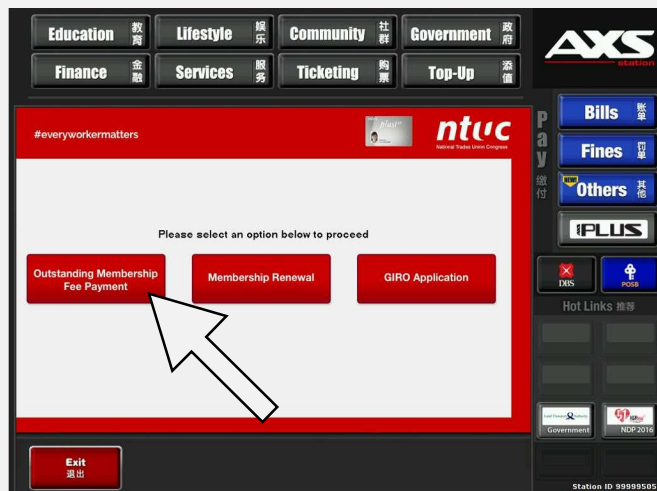 Education 教育
Lifestyle 娱乐
Community 社群
Government 政府
AXS
station
Finance 金融
Services 服务
Ticketing 购票
Top-Up 添值
Pay 缴付
Bills 账单
Fines 罚单
NEW
Others 其他
PLUS
DBS
POSB
Hot Links 推荐
#everyworkermatters
plus!
ntuc
National Trades Union Congress
Please select an option below to proceed
Outstanding Membership
Fee Payment
Membership Renewal
GIRO Application
Government
NDP 2016
Exit
退出
Station ID 99999505